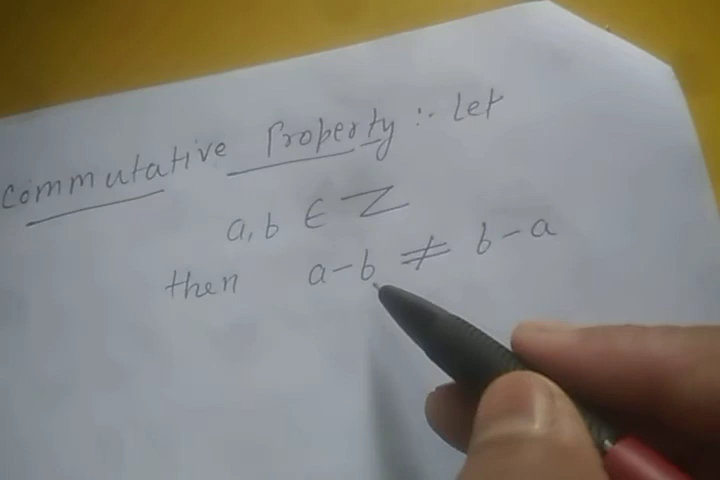 Commutative Property :- Let
a, b ∈ Z
then a-b ≠ b-a